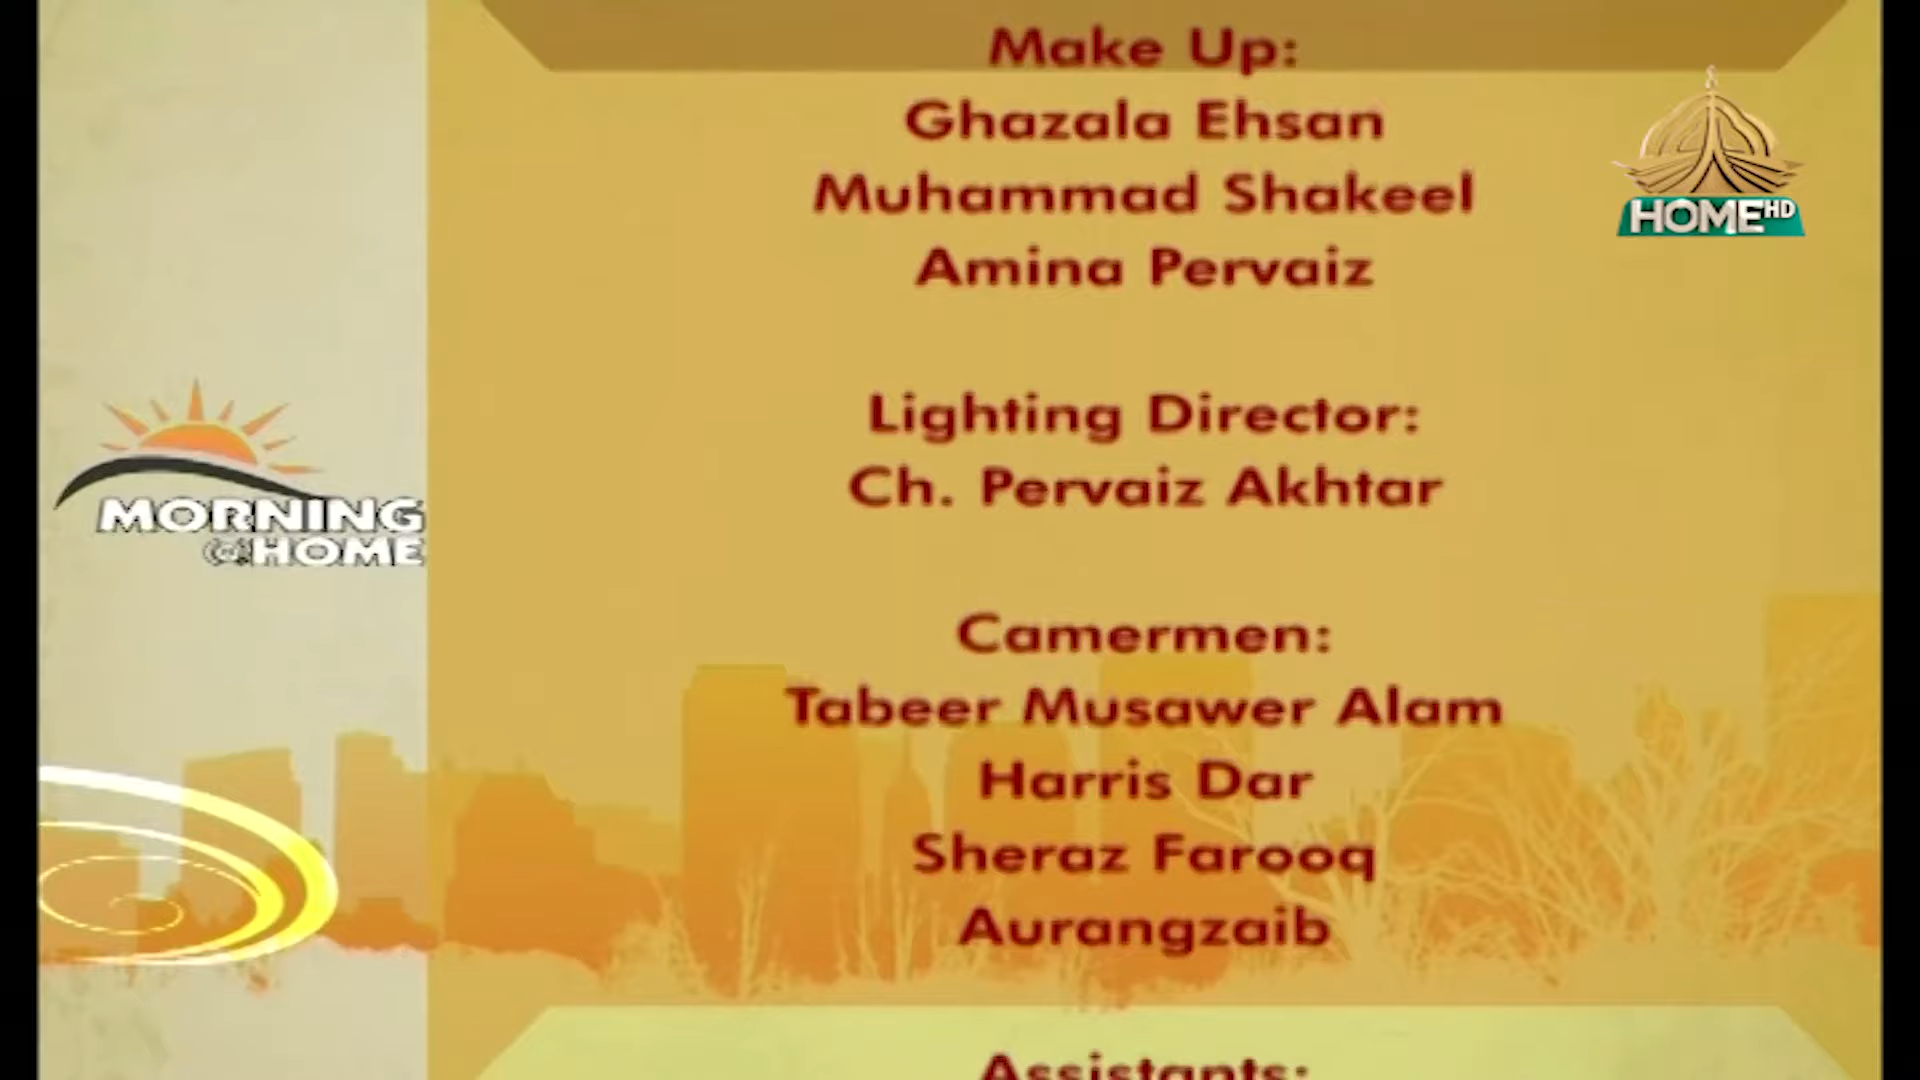 Make Up:
Ghazala Ehsan
Muhammad Shakeel
Amina Pervaiz
HOME HD
Lighting Director:
Ch. Pervaiz Akhtar
MORNING
@HOME
Camermen:
Tabeer Musawer Alam
Harris Dar
Sheraz Farooq
Aurangzaib
Assistants: